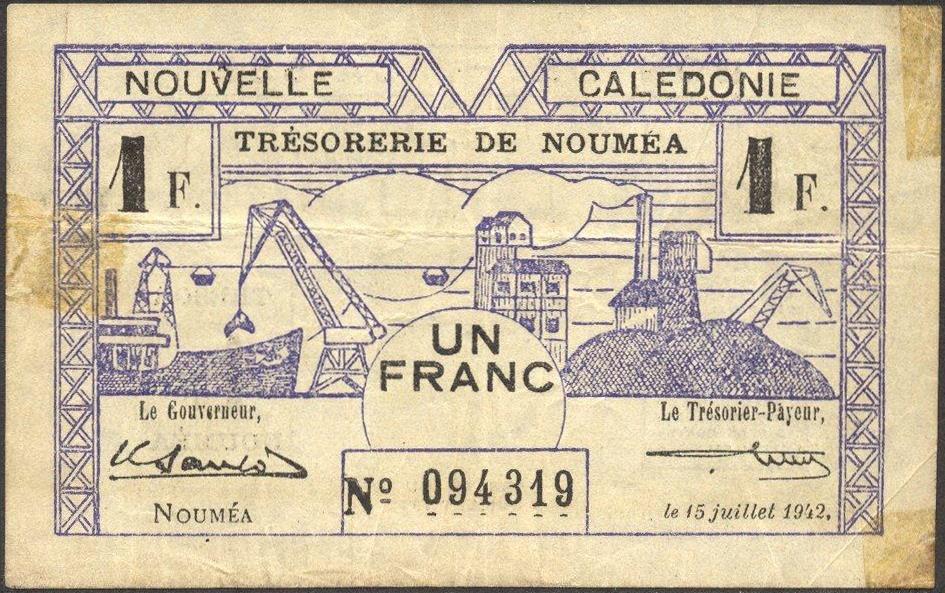 NOUVELLE CALEDONIE
TRÉSORERIE DE NOUMÉA
1 F. 1 F.
UN
FRANC
Le Gouverneur, Le Trésorier-Payeur,
NOUMÉA
Nº 094319
le 15 juillet 1942,